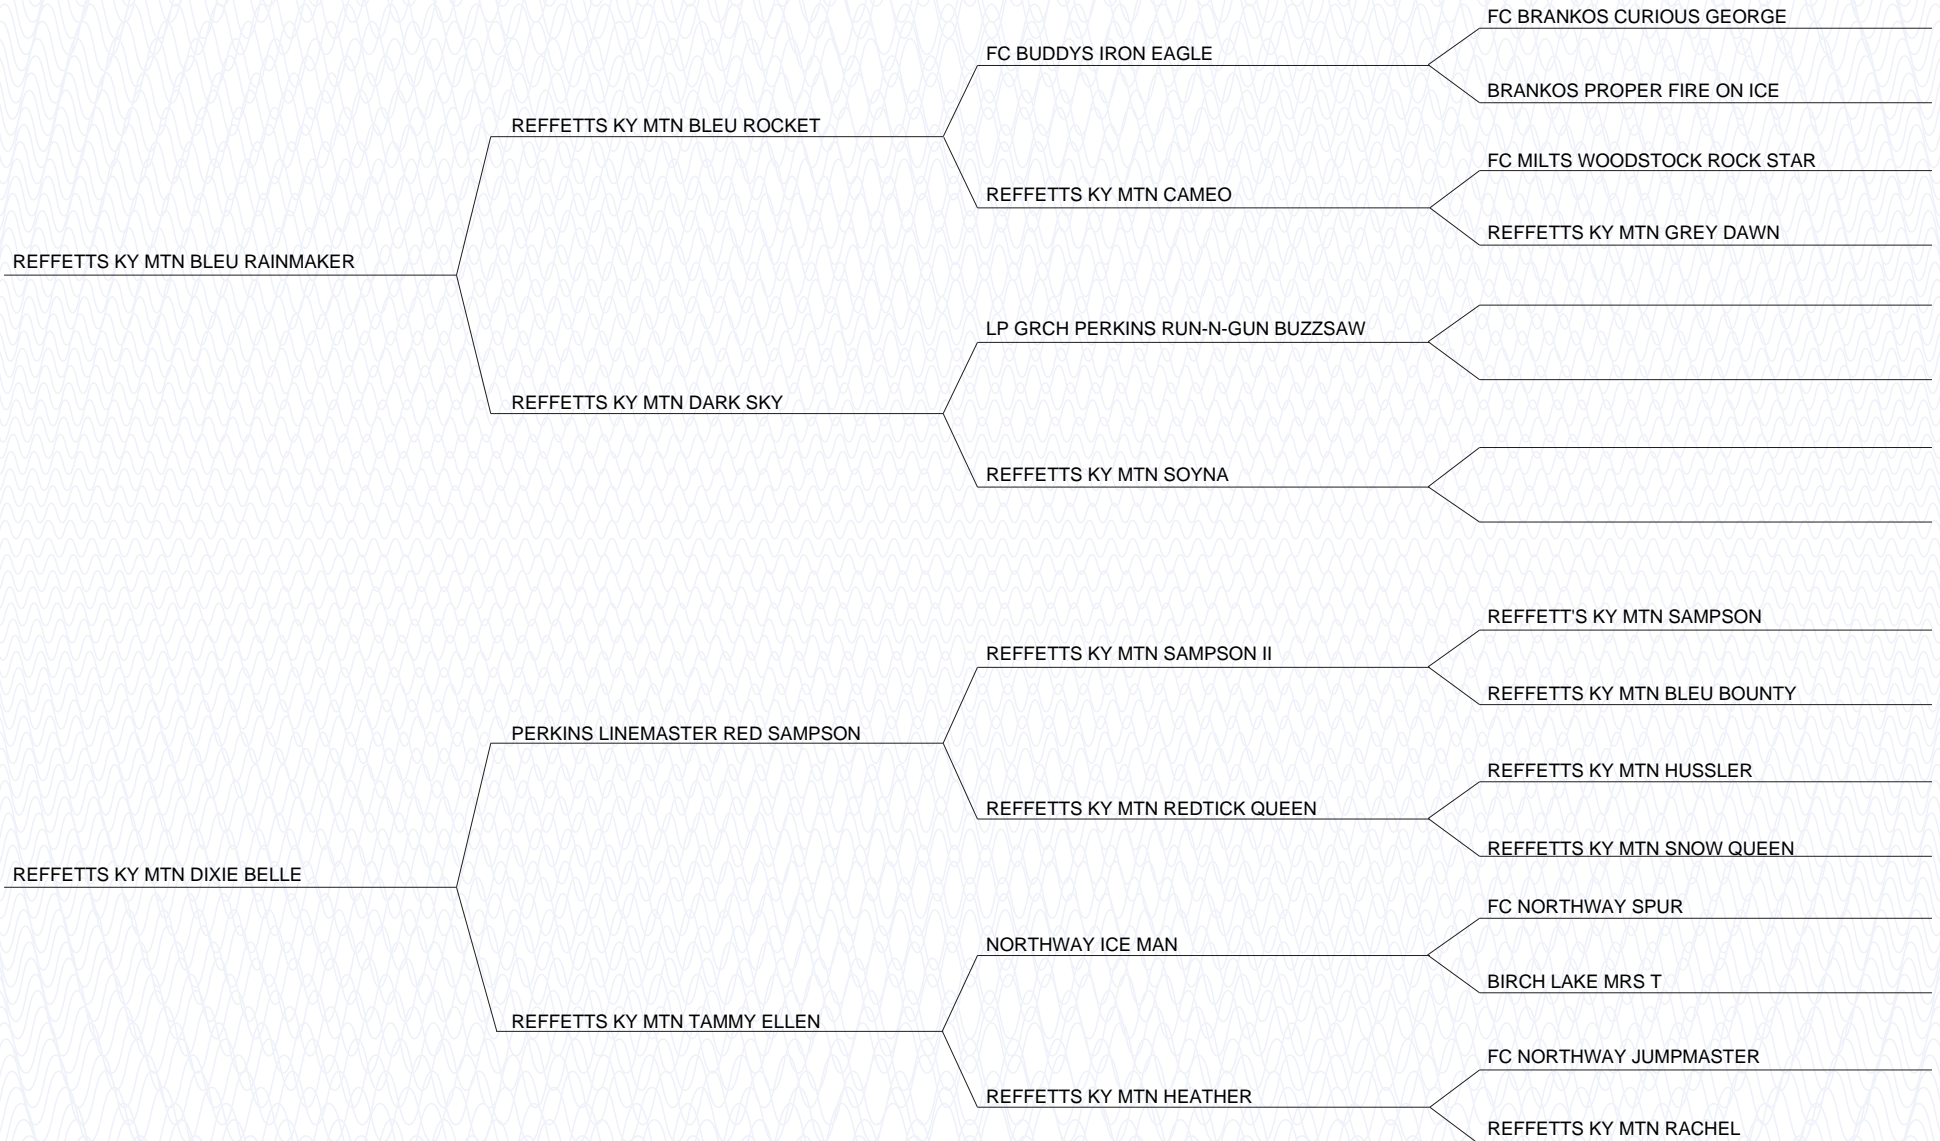 FC BRANKOS CURIOUS GEORGE
FC BUDDYS IRON EAGLE
BRANKOS PROPER FIRE ON ICE
REFFETTS KY MTN BLEU ROCKET
FC MILTS WOODSTOCK ROCK STAR
REFFETTS KY MTN CAMEO
REFFETTS KY MTN GREY DAWN
REFFETTS KY MTN BLEU RAINMAKER
LP GRCH PERKINS RUN-N-GUN BUZZSAW
REFFETTS KY MTN DARK SKY
REFFETTS KY MTN SOYNA
REFFETT'S KY MTN SAMPSON
REFFETTS KY MTN SAMPSON II
REFFETTS KY MTN BLEU BOUNTY
PERKINS LINEMASTER RED SAMPSON
REFFETTS KY MTN HUSSLER
REFFETTS KY MTN REDTICK QUEEN
REFFETTS KY MTN SNOW QUEEN
REFFETTS KY MTN DIXIE BELLE
FC NORTHWAY SPUR
NORTHWAY ICE MAN
BIRCH LAKE MRS T
REFFETTS KY MTN TAMMY ELLEN
FC NORTHWAY JUMPMASTER
REFFETTS KY MTN HEATHER
REFFETTS KY MTN RACHEL